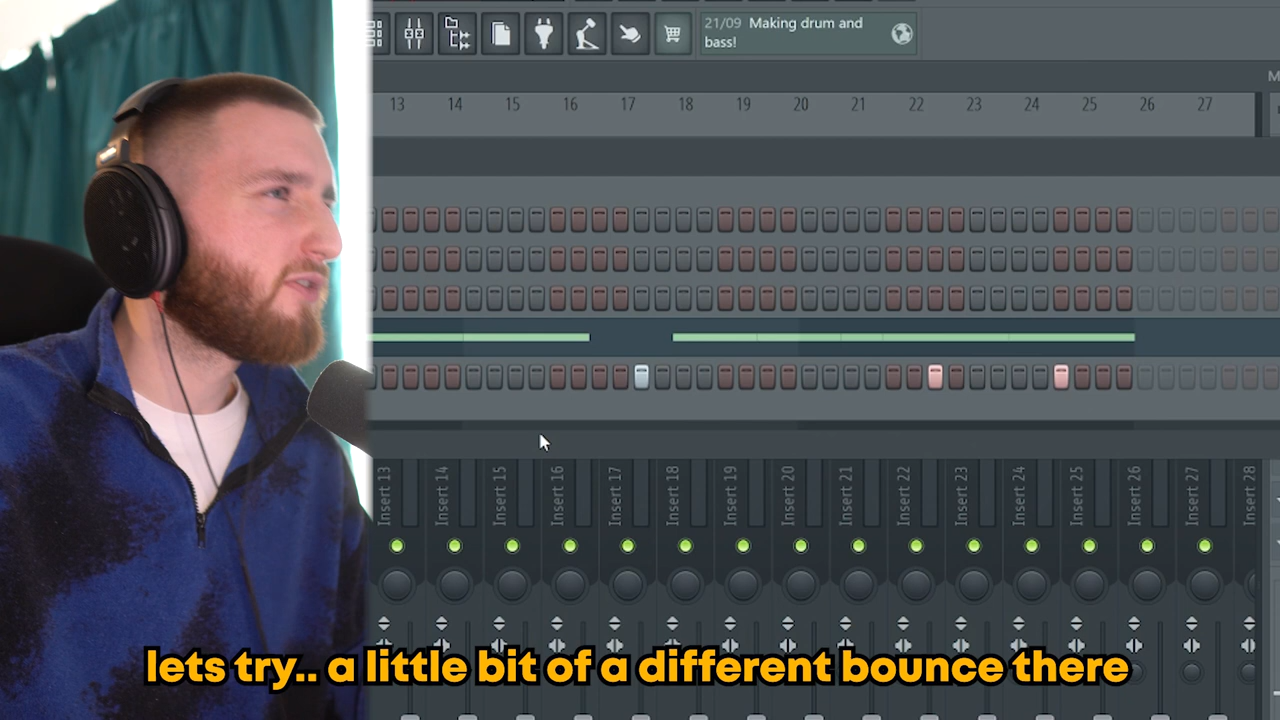 21/09 Making drum and
bass!
13 14 15 16 17 18 19 20 21 22 23 24 25 26 27
Insert 13 Insert 14 Insert 15 Insert 16 Insert 17 Insert 18 Insert 19 Insert 20 Insert 21 Insert 22 Insert 23 Insert 24 Insert 25 Insert 26 Insert 27 Insert 28
lets try.. a little bit of a different bounce there